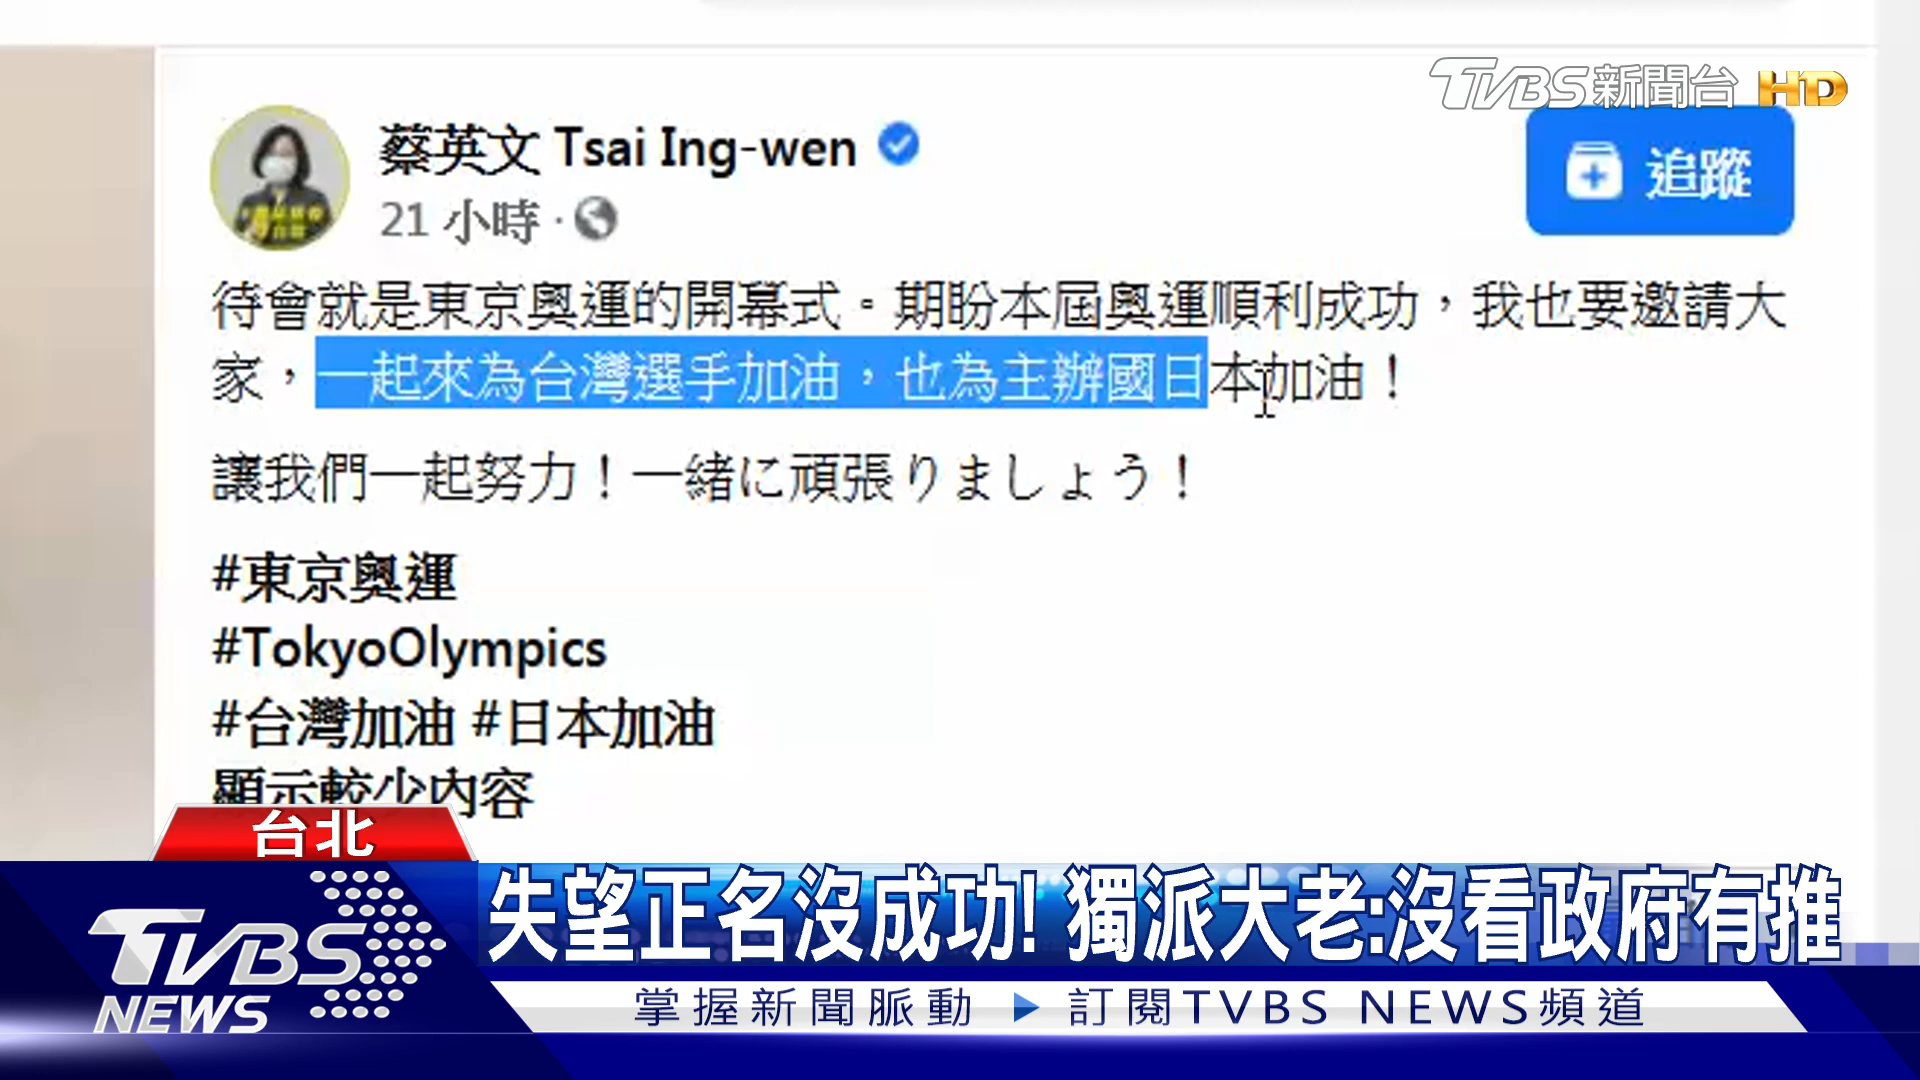 TVBS新聞台 HD
蔡英文 Tsai Ing-wen
追蹤
21 小時 ·
待會就是東京奧運的開幕式。期盼本屆奧運順利成功，我也要邀請大
家，一起來為台灣選手加油，也為主辦國日本加油！
讓我們一起努力！一緒に頑張りましょう！
#東京奧運
#TokyoOlympics
#台灣加油 #日本加油
顯示較少內容
台北
失望正名沒成功! 獨派大老:沒看政府有推
TVBS NEWS
掌握新聞脈動 ▶ 訂閱TVBS NEWS頻道